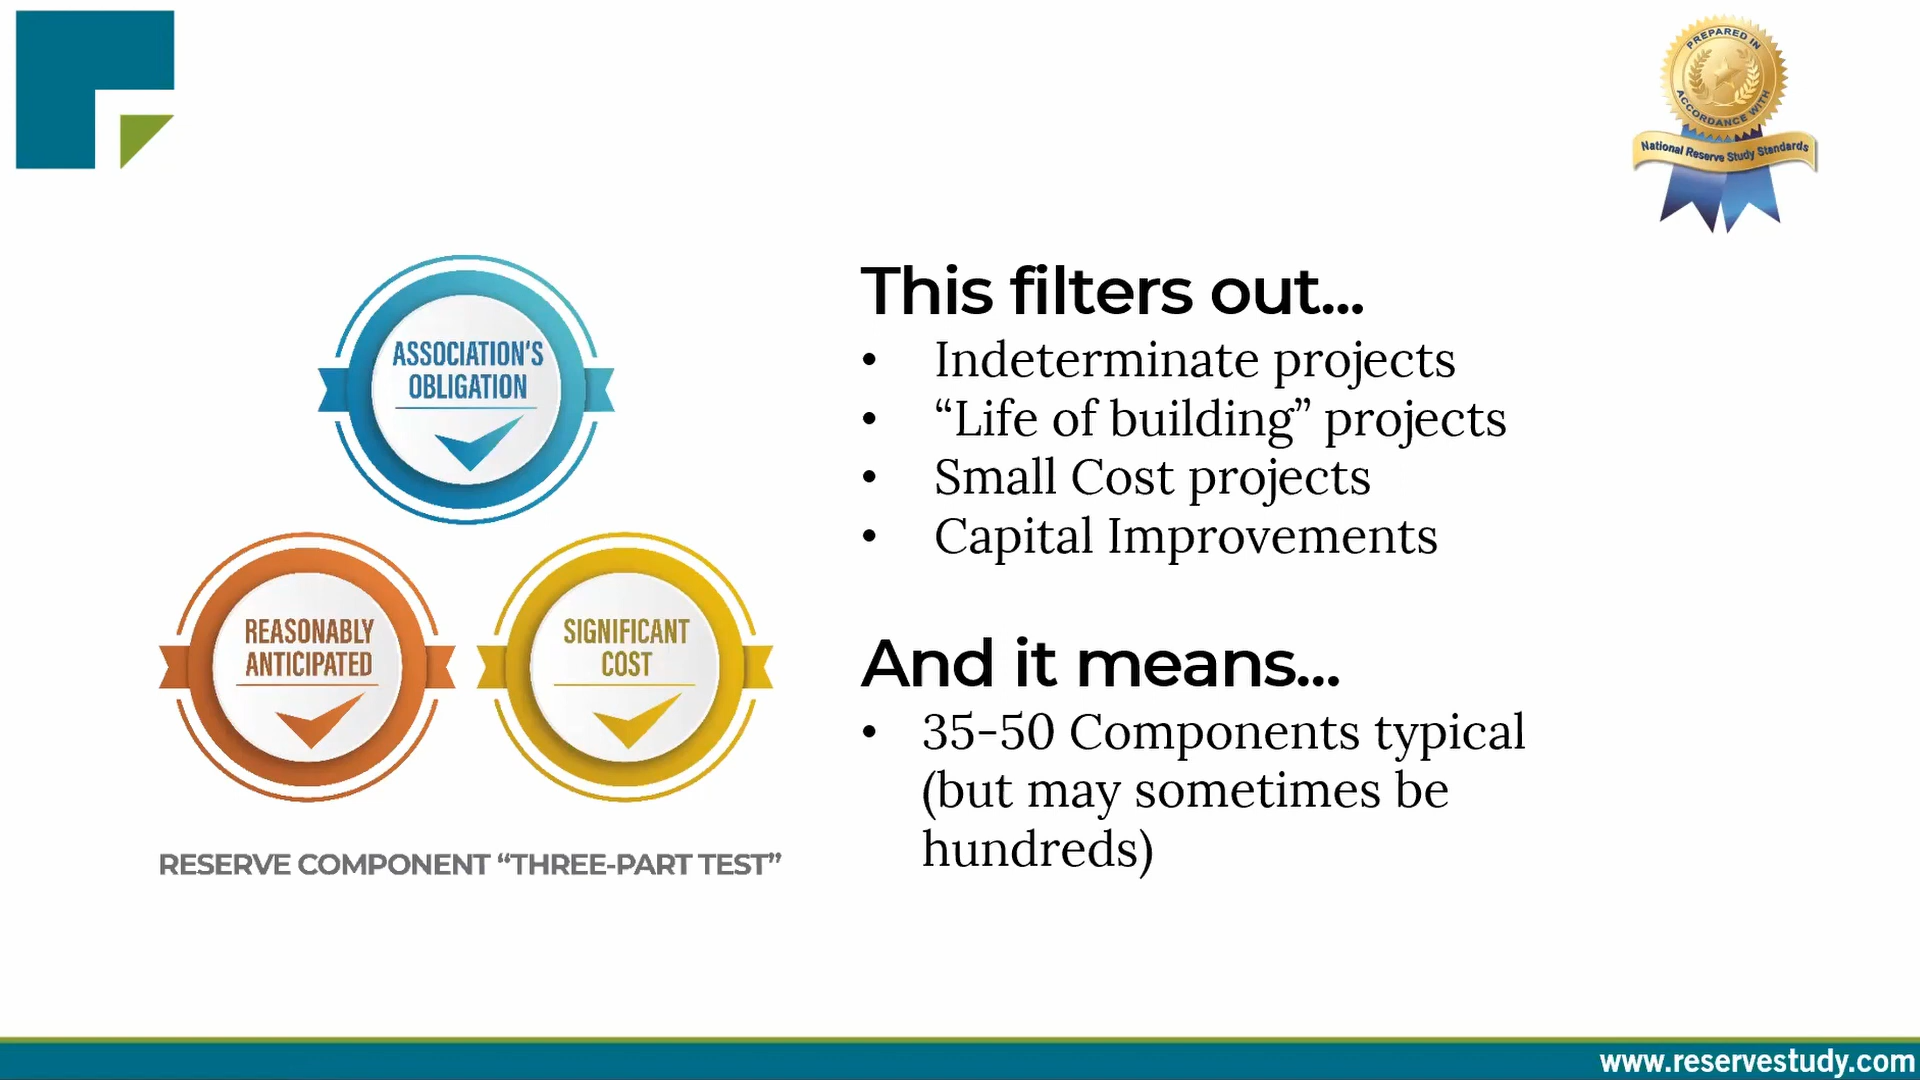 PREPARED IN
ACCORDANCE WITH
National Reserve Study Standards
ASSOCIATION'S
OBLIGATION
REASONABLY
ANTICIPATED
SIGNIFICANT
COST
RESERVE COMPONENT “THREE-PART TEST”
This filters out...
• Indeterminate projects
• “Life of building” projects
• Small Cost projects
• Capital Improvements
And it means...
• 35-50 Components typical
(but may sometimes be
hundreds)
www.reservestudy.com